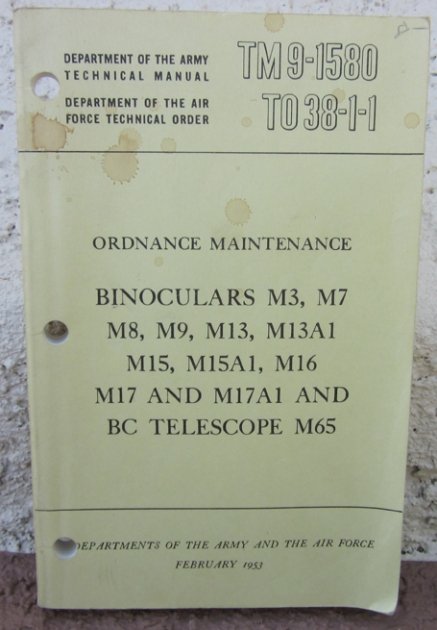 DEPARTMENT OF THE ARMY
TECHNICAL MANUAL
TM 9-1580
DEPARTMENT OF THE AIR
FORCE TECHNICAL ORDER
TO 38-1-1
ORDNANCE MAINTENANCE
BINOCULARS M3, M7
M8, M9, M13, M13A1
M15, M15A1, M16
M17 AND M17A1 AND
BC TELESCOPE M65
DEPARTMENTS OF THE ARMY AND THE AIR FORCE
FEBRUARY 1953